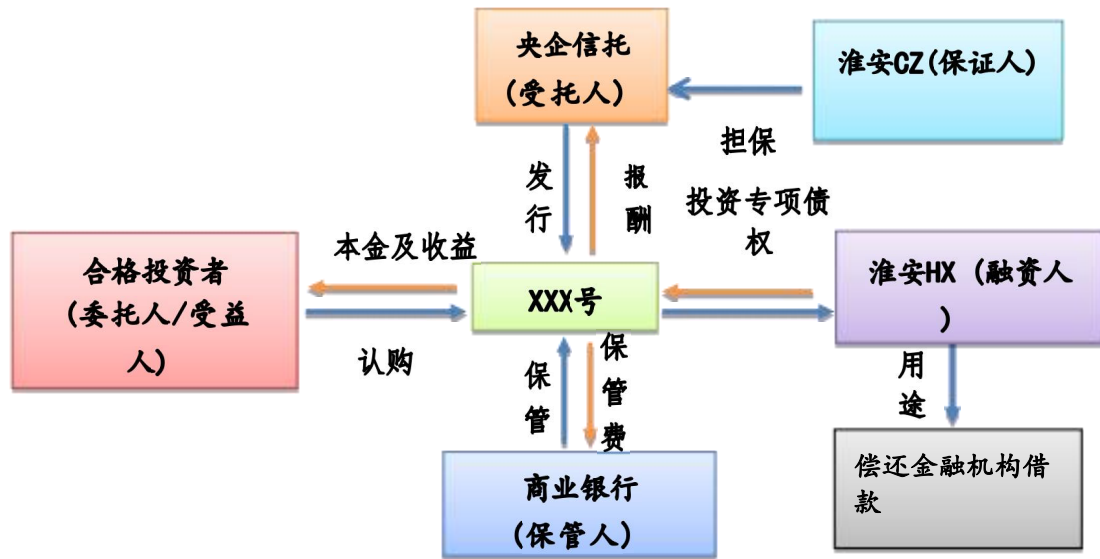 央企信托
(受托人)
淮安CZ(保证人)
担保
发
行
报
酬
投资专项债
权
本金及收益
合格投资者
(委托人/受益
人)
XXX号
淮安HX (融资人
)
认购
保
管
保
管
费
用
途
商业银行
(保管人)
偿还金融机构借
款